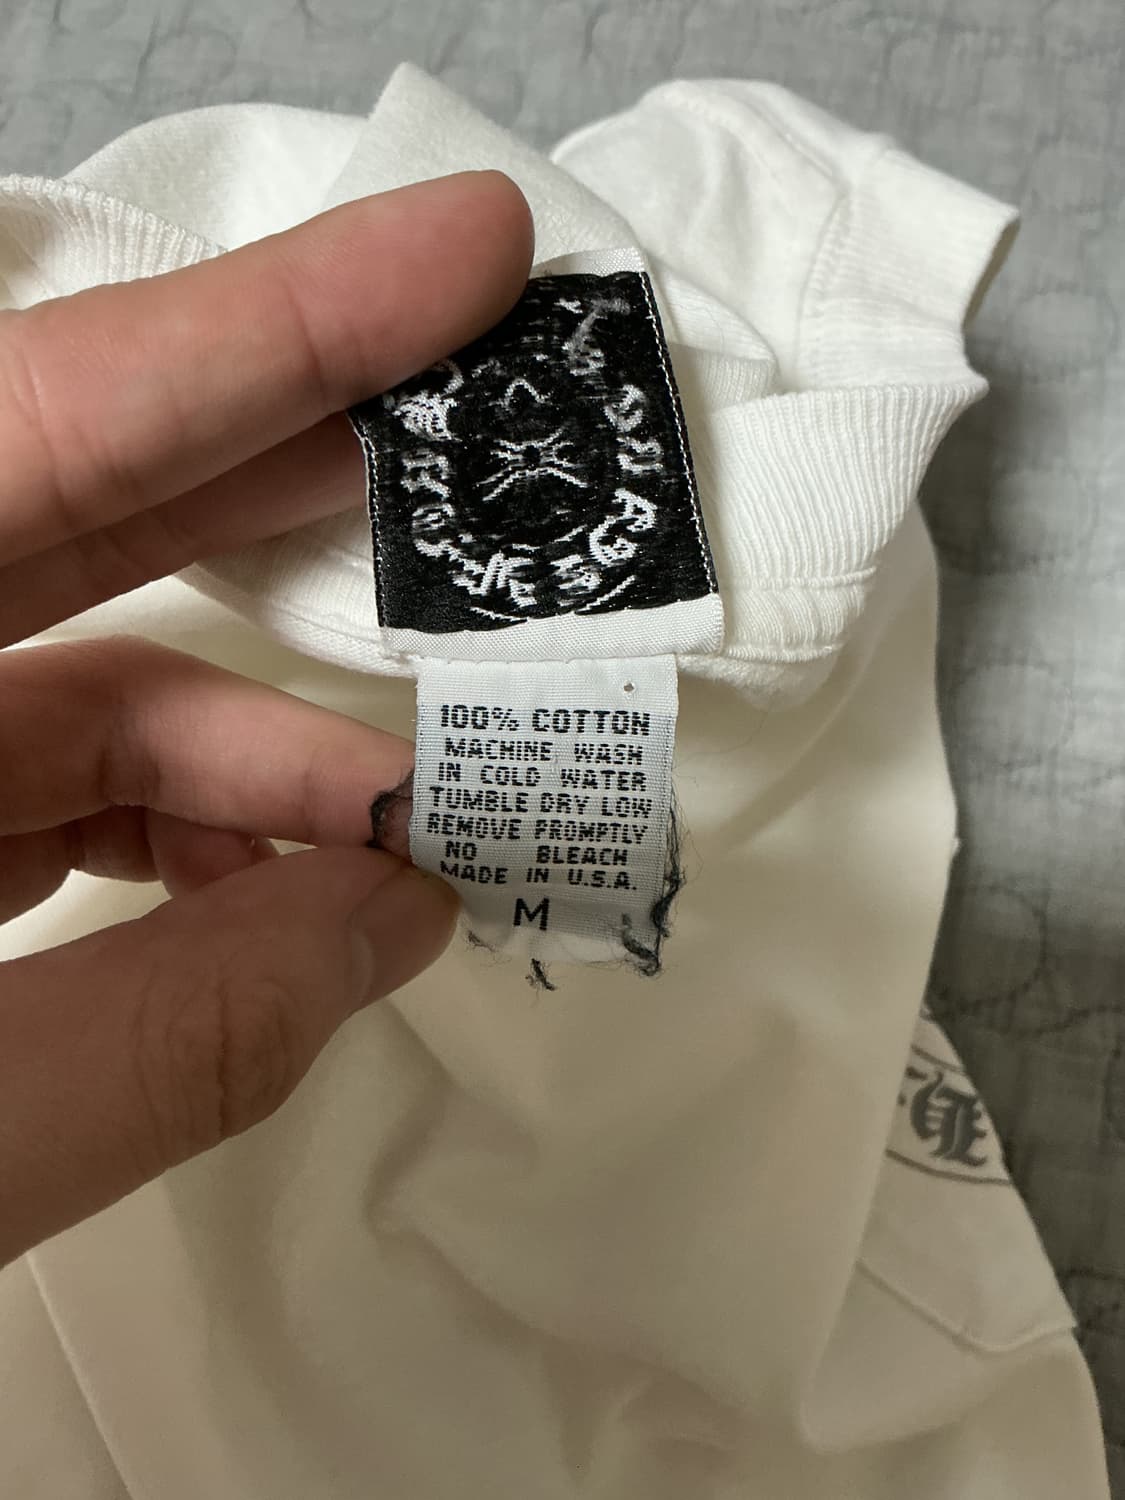 100% COTTON
MACHINE WASH
IN COLD WATER
TUMBLE DRY LOW
REMOVE PROMPTLY
NO BLEACH
MADE IN U.S.A.
M